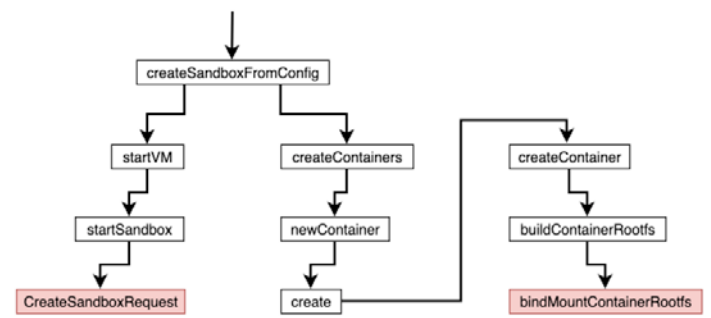 createSandboxFromConfig
startVM
createContainers
createContainer
startSandbox
newContainer
buildContainerRootfs
CreateSandboxRequest
create
bindMountContainerRootfs